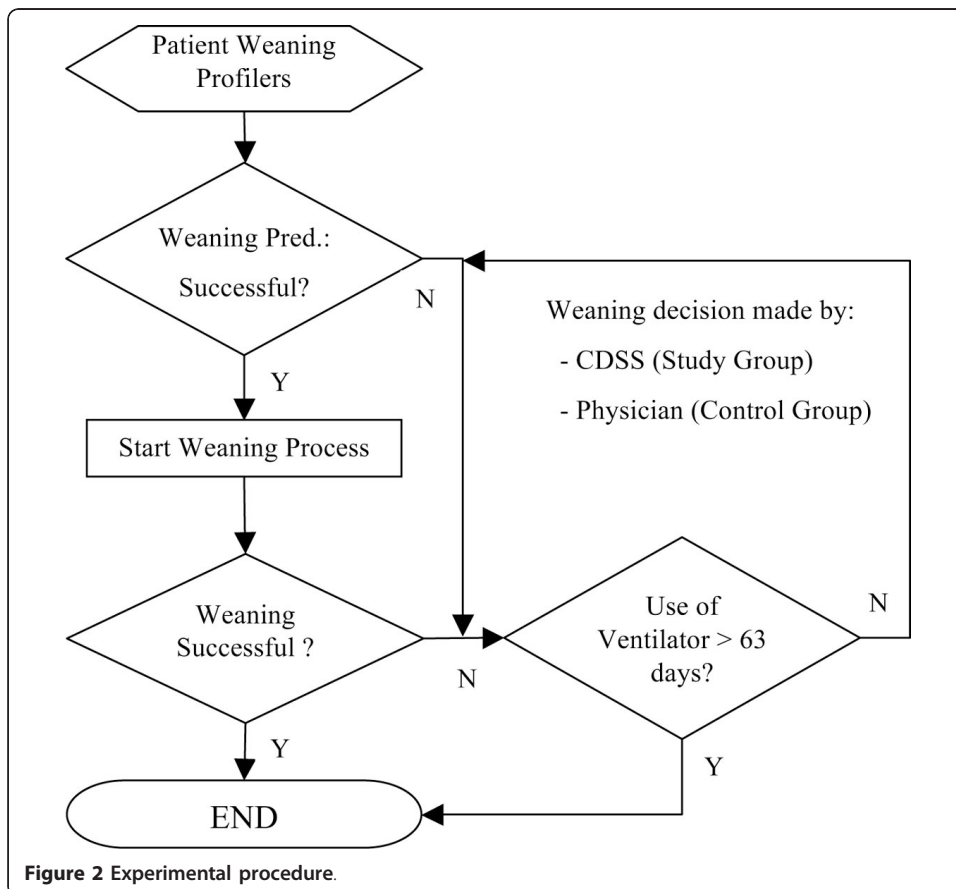 Patient Weaning
Profilers
Weaning Pred.:
Successful?
N
Y
Weaning decision made by:
- CDSS (Study Group)
- Physician (Control Group)
Start Weaning Process
Weaning
Successful ?
N
Y
Use of
Ventilator > 63
days?
N
Y
END
Figure 2 Experimental procedure.